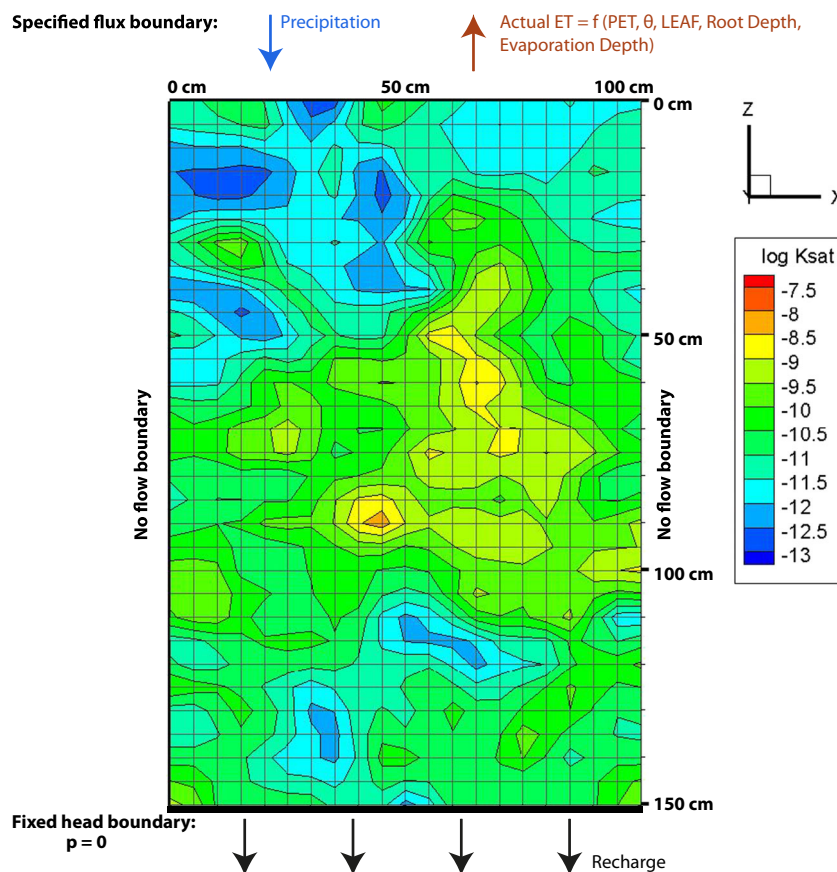 Specified flux boundary:
Precipitation
Actual ET = f (PET, θ, LEAF, Root Depth,
Evaporation Depth)
0 cm
50 cm
100 cm
0 cm
50 cm
100 cm
150 cm
No flow boundary
No flow boundary
Z
Y
X
log Ksat
-7.5
-8
-8.5
-9
-9.5
-10
-10.5
-11
-11.5
-12
-12.5
-13
Fixed head boundary:
p = 0
Recharge